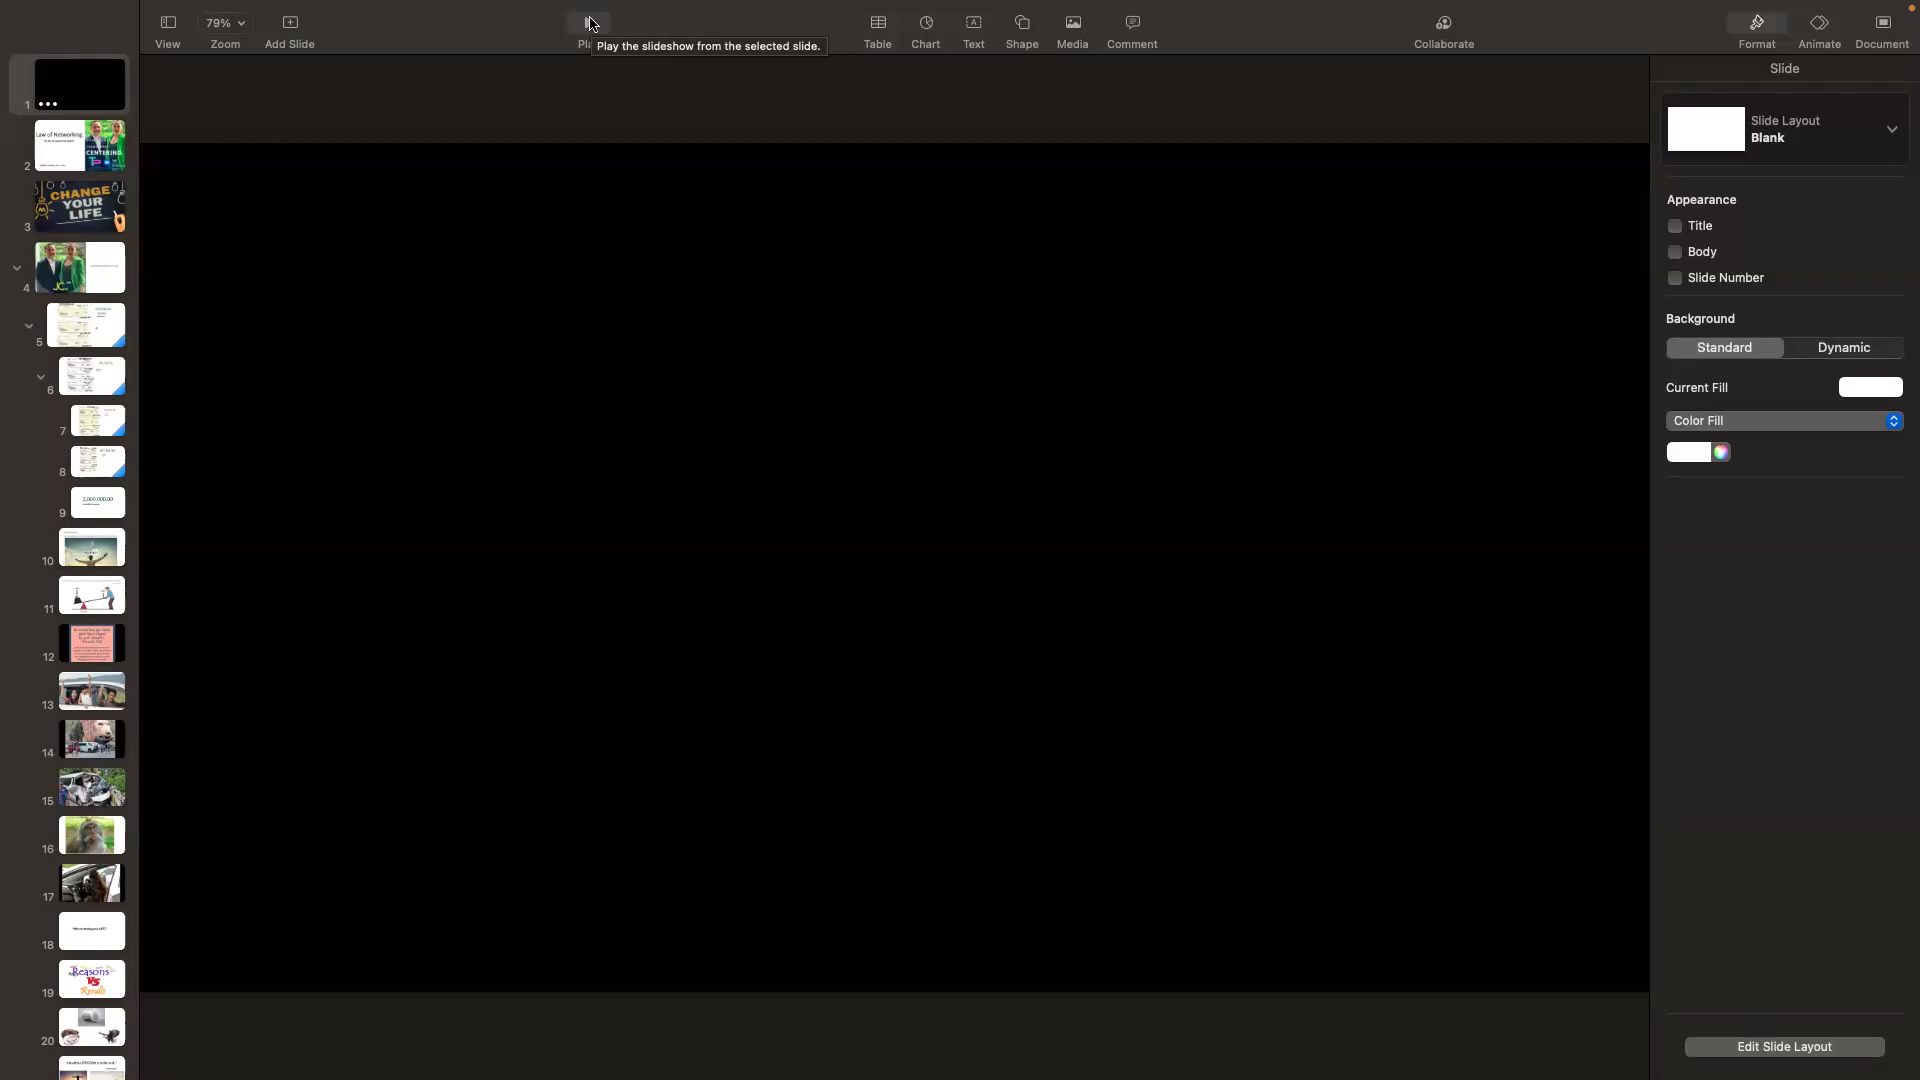 79%
View
Zoom
Add Slide
Play the slideshow from the selected slide.
Table
Chart
Text
Shape
Media
Comment
Collaborate
Format
Animate
Document
Slide
Slide Layout
Blank
Appearance
Title
Body
Slide Number
Background
Standard
Dynamic
Current Fill
Color Fill
Edit Slide Layout
1
2
Law of Networking
CENTERING
3
CHANGE
YOUR
LIFE
4
JC
5
6
7
8
9
2,000,000.00
10
11
12
13
14
15
16
17
18
19
Reasons
VS
Results
20